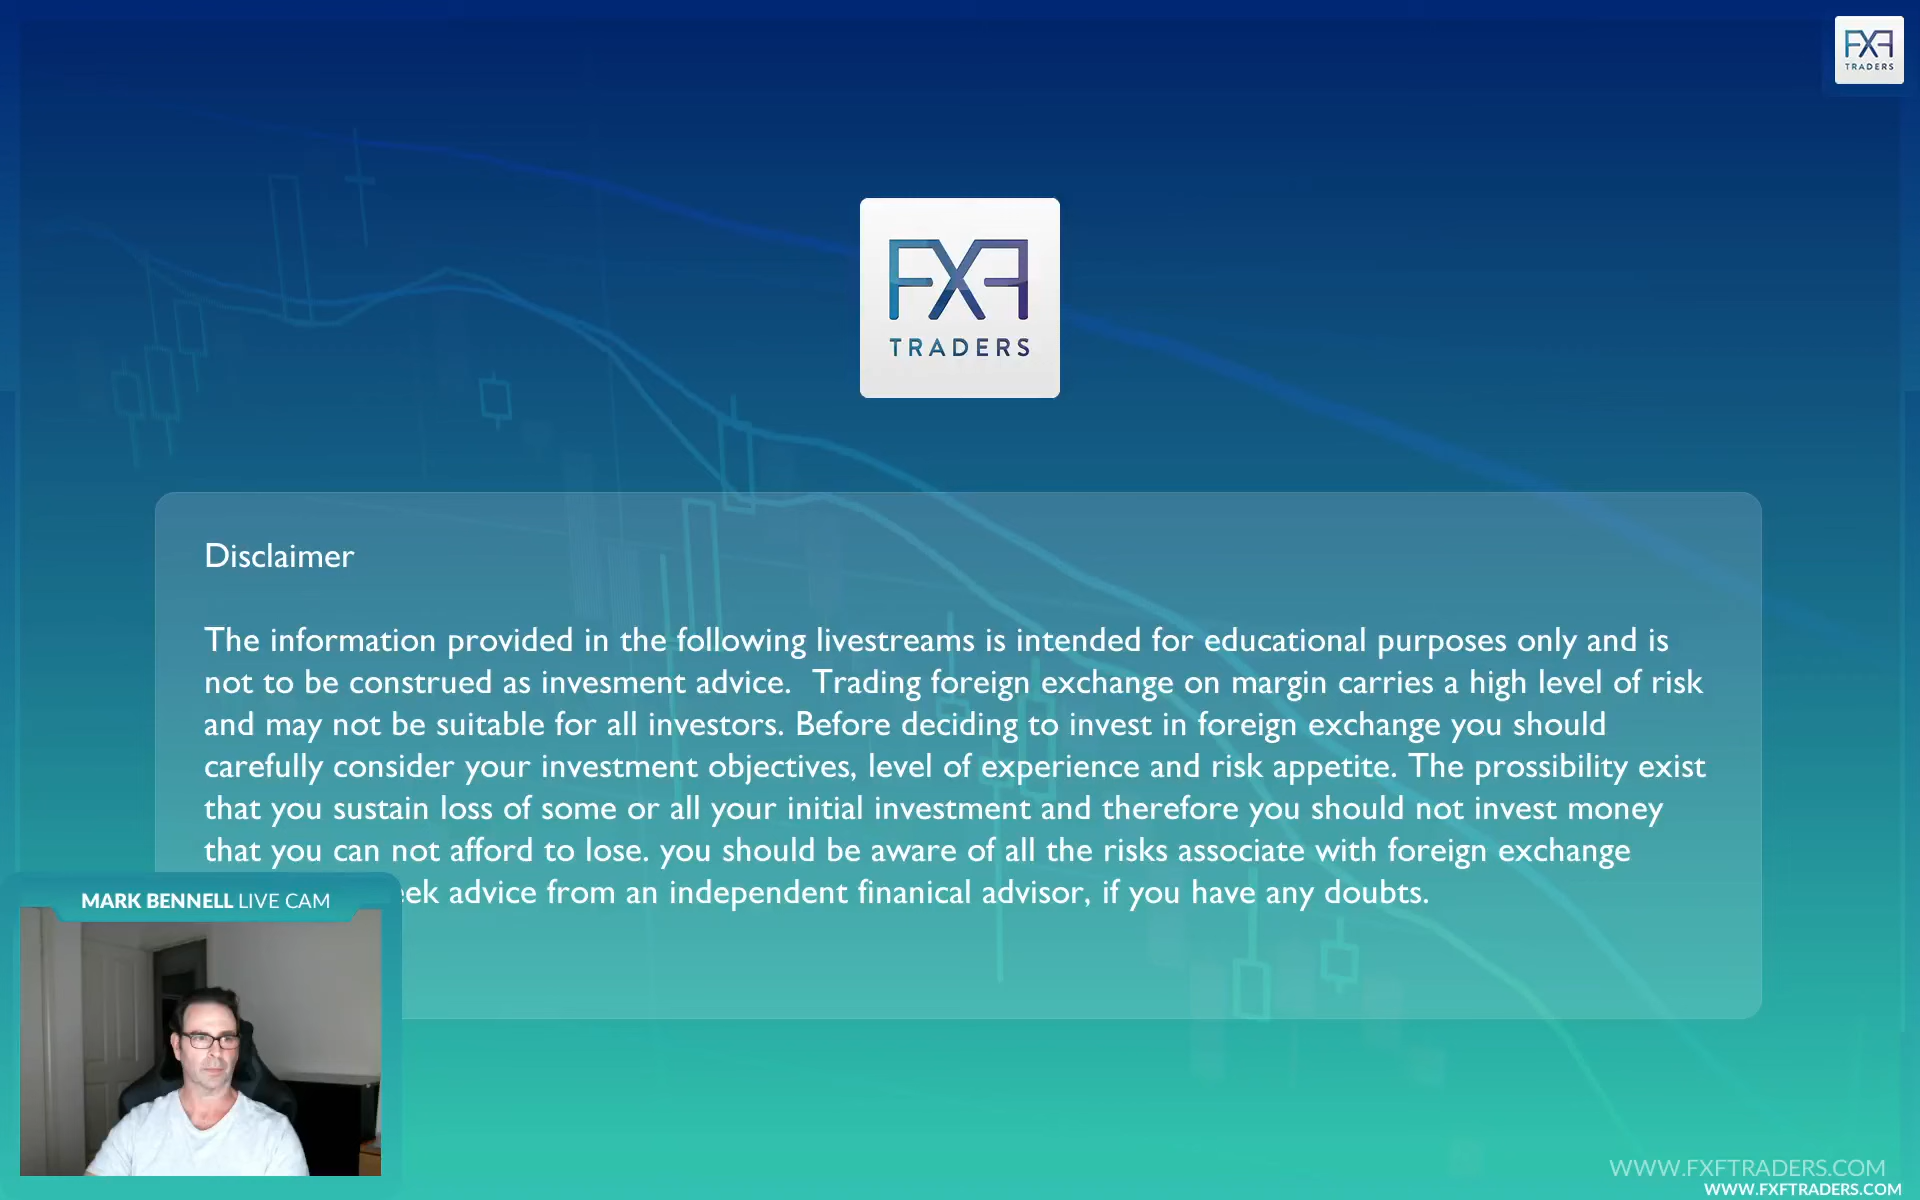 FXF
TRADERS
FXF
TRADERS
Disclaimer
The information provided in the following livestreams is intended for educational purposes only and is
not to be construed as invesment advice.  Trading foreign exchange on margin carries a high level of risk
and may not be suitable for all investors. Before deciding to invest in foreign exchange you should
carefully consider your investment objectives, level of experience and risk appetite. The prossibility exist
that you sustain loss of some or all your initial investment and therefore you should not invest money
that you can not afford to lose. you should be aware of all the risks associate with foreign exchange
eek advice from an independent finanical advisor, if you have any doubts.
MARK BENNELL LIVE CAM
WWW.FXFTRADERS.COM
WWW.FXFTRADERS.COM